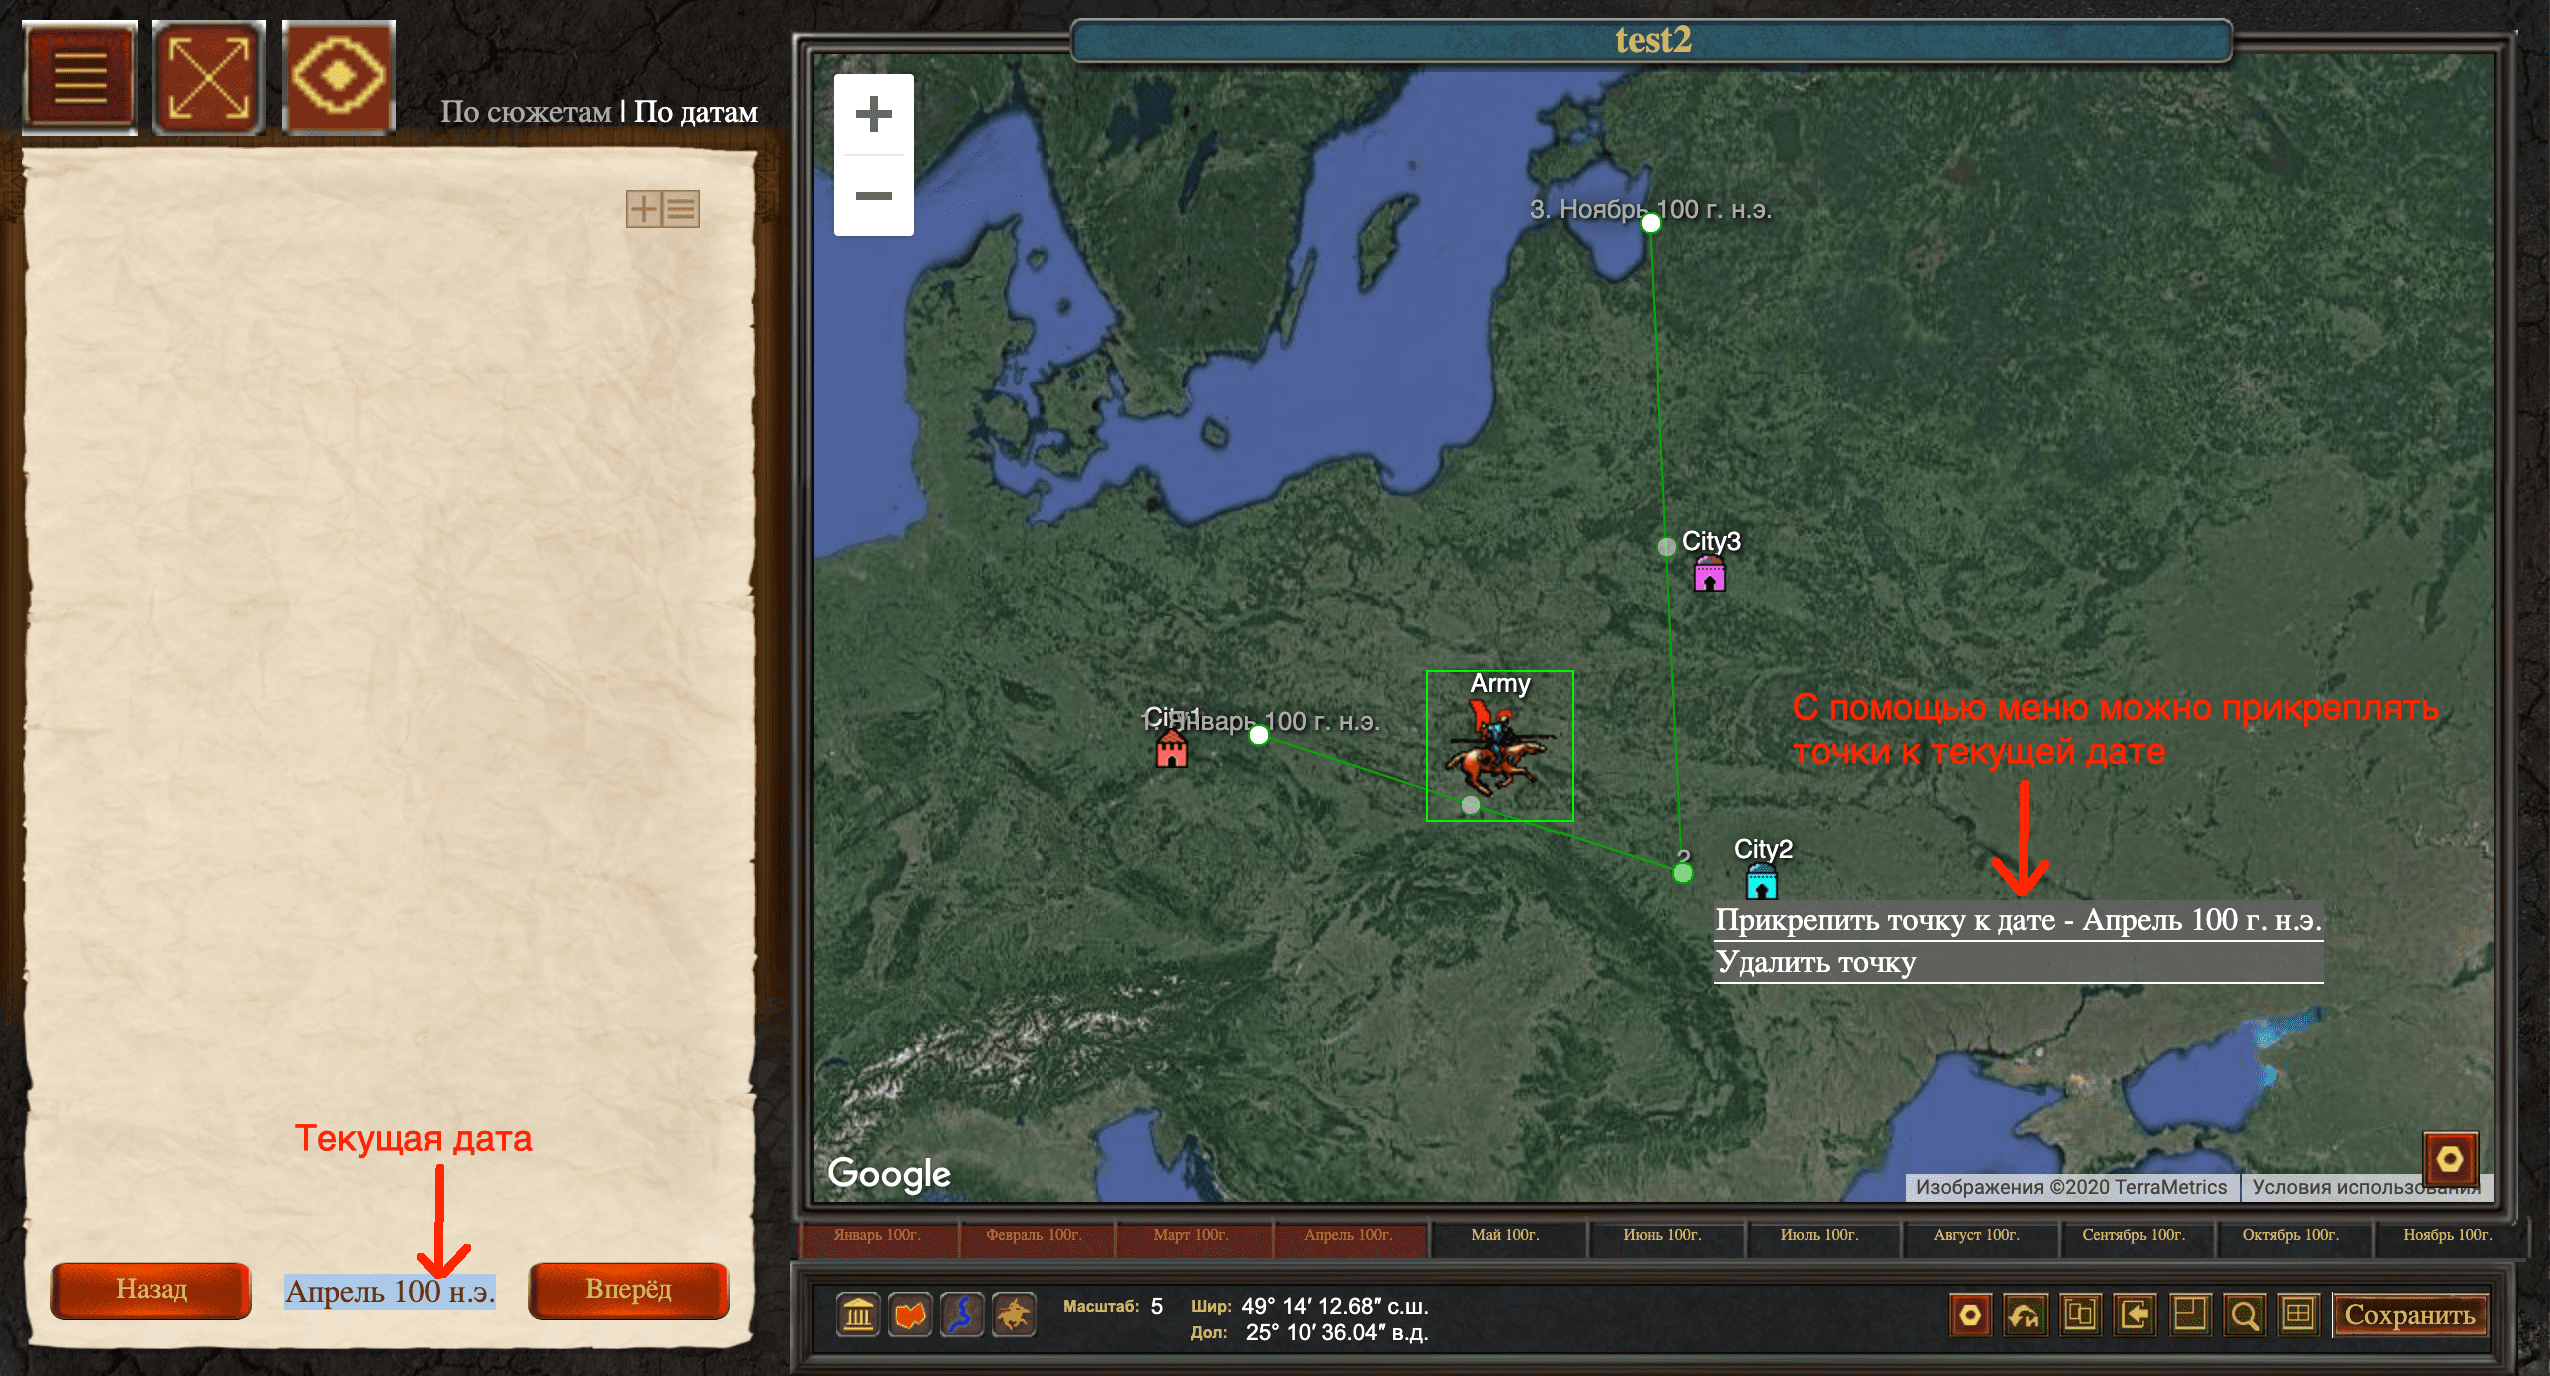 test2
По сюжетам | По датам
3. Ноябрь 100 г. н.э.
City3
Army
City1
1. Январь 100 г. н.э.
С помощью меню можно прикреплять
точки к текущей дате
2
City2
Прикрепить точку к дате - Апрель 100 г. н.э.
Удалить точку
Текущая дата
Google
Изображения ©2020 TerraMetrics
Условия использования
Январь 100г.
Февраль 100г.
Март 100г.
Апрель 100г.
Май 100г.
Июнь 100г.
Июль 100г.
Август 100г.
Сентябрь 100г.
Октябрь 100г.
Ноябрь 100г.
Назад
Апрель 100 н.э.
Вперёд
Масштаб: 5
Шир: 49° 14′ 12.68″ с.ш.
Дол: 25° 10′ 36.04″ в.д.
Сохранить